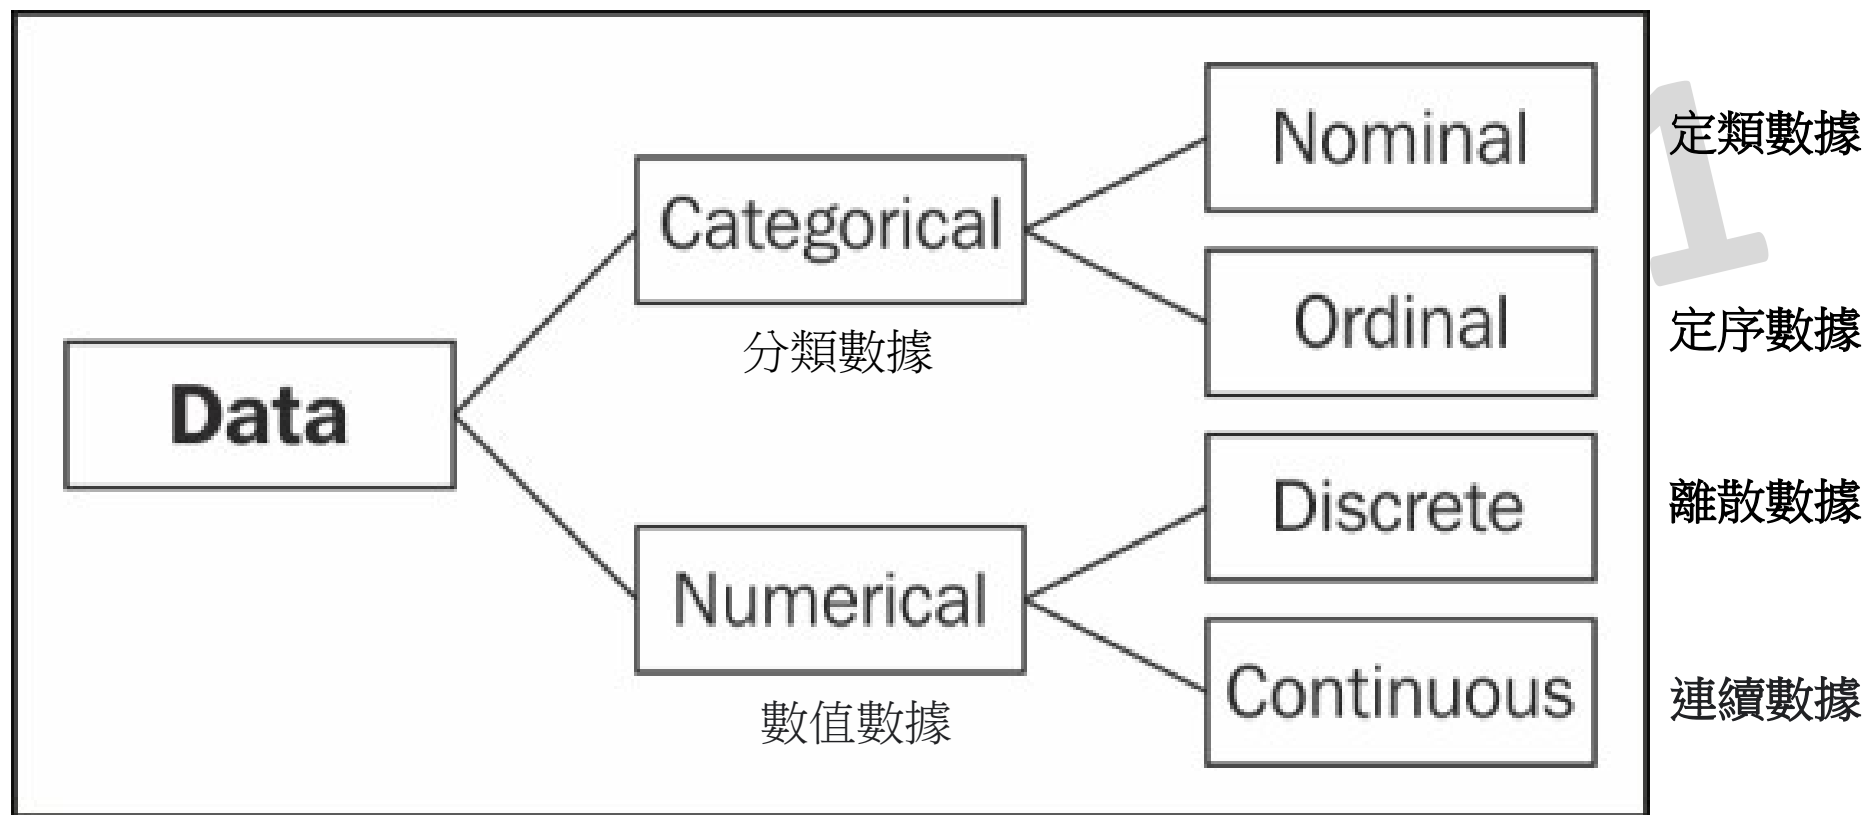 Nominal
定類數據
Categorical
分類數據
Ordinal
定序數據
Data
Discrete
離散數據
Numerical
數值數據
Continuous
連續數據
1